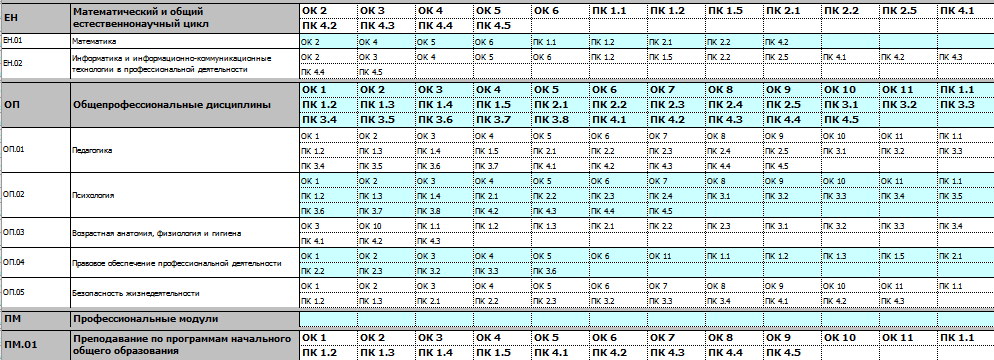 ЕН Математический и общий естественнонаучный цикл
ОК 2 ОК 3 ОК 4 ОК 5 ОК 6 ПК 1.1 ПК 1.2 ПК 1.5 ПК 2.1 ПК 2.2 ПК 2.5 ПК 4.1
ПК 4.2 ПК 4.3 ПК 4.4 ПК 4.5
ЕН.01 Математика ОК 2 ОК 4 ОК 5 ОК 6 ПК 1.1 ПК 1.2 ПК 2.1 ПК 2.2 ПК 4.2
ЕН.02 Информатика и информационно-коммуникационные технологии в профессиональной деятельности
ОК 2 ОК 3 ОК 4 ОК 5 ОК 6 ПК 1.2 ПК 1.5 ПК 2.2 ПК 2.5 ПК 4.1 ПК 4.2 ПК 4.3
ПК 4.4 ПК 4.5
ОП Общепрофессиональные дисциплины
ОК 1 ОК 2 ОК 3 ОК 4 ОК 5 ОК 6 ОК 7 ОК 8 ОК 9 ОК 10 ОК 11 ПК 1.1
ПК 1.2 ПК 1.3 ПК 1.4 ПК 1.5 ПК 2.1 ПК 2.2 ПК 2.3 ПК 2.4 ПК 2.5 ПК 3.1 ПК 3.2 ПК 3.3
ПК 3.4 ПК 3.5 ПК 3.6 ПК 3.7 ПК 3.8 ПК 4.1 ПК 4.2 ПК 4.3 ПК 4.4 ПК 4.5
ОП.01 Педагогика
ОК 1 ОК 2 ОК 3 ОК 4 ОК 5 ОК 6 ОК 7 ОК 8 ОК 9 ОК 10 ОК 11 ПК 1.1
ПК 1.2 ПК 1.3 ПК 1.4 ПК 1.5 ПК 2.1 ПК 2.2 ПК 2.3 ПК 2.4 ПК 2.5 ПК 3.1 ПК 3.2 ПК 3.3
ПК 3.4 ПК 3.5 ПК 3.6 ПК 3.7 ПК 4.1 ПК 4.2 ПК 4.3 ПК 4.4 ПК 4.5
ОП.02 Психология
ОК 1 ОК 2 ОК 3 ОК 4 ОК 5 ОК 6 ОК 7 ОК 8 ОК 9 ОК 10 ОК 11 ПК 1.1
ПК 1.2 ПК 1.3 ПК 1.4 ПК 2.1 ПК 2.2 ПК 2.3 ПК 2.4 ПК 3.1 ПК 3.2 ПК 3.3 ПК 3.4 ПК 3.5
ПК 3.6 ПК 3.7 ПК 3.8 ПК 4.2 ПК 4.3 ПК 4.4 ПК 4.5
ОП.03 Возрастная анатомия, физиология и гигиена
ОК 3 ОК 10 ПК 1.1 ПК 1.2 ПК 1.3 ПК 2.1 ПК 2.2 ПК 2.3 ПК 3.1 ПК 3.2 ПК 3.3 ПК 3.4
ПК 4.1 ПК 4.2 ПК 4.3
ОП.04 Правовое обеспечение профессиональной деятельности
ОК 1 ОК 2 ОК 3 ОК 4 ОК 5 ОК 6 ОК 11 ПК 1.1 ПК 1.2 ПК 1.3 ПК 1.5 ПК 2.1
ПК 2.2 ПК 2.3 ПК 3.2 ПК 3.3 ПК 3.6
ОП.05 Безопасность жизнедеятельности
ОК 1 ОК 2 ОК 3 ОК 4 ОК 5 ОК 6 ОК 7 ОК 8 ОК 9 ОК 10 ОК 11 ПК 1.1
ПК 1.2 ПК 1.3 ПК 2.1 ПК 2.2 ПК 2.3 ПК 3.2 ПК 3.3 ПК 3.4 ПК 4.1 ПК 4.2 ПК 4.3
ПМ Профессиональные модули
ПМ.01 Преподавание по программам начального общего образования
ОК 1 ОК 2 ОК 3 ОК 4 ОК 5 ОК 6 ОК 7 ОК 8 ОК 9 ОК 10 ОК 11 ПК 1.1
ПК 1.2 ПК 1.3 ПК 1.4 ПК 1.5 ПК 4.1 ПК 4.2 ПК 4.3 ПК 4.4 ПК 4.5